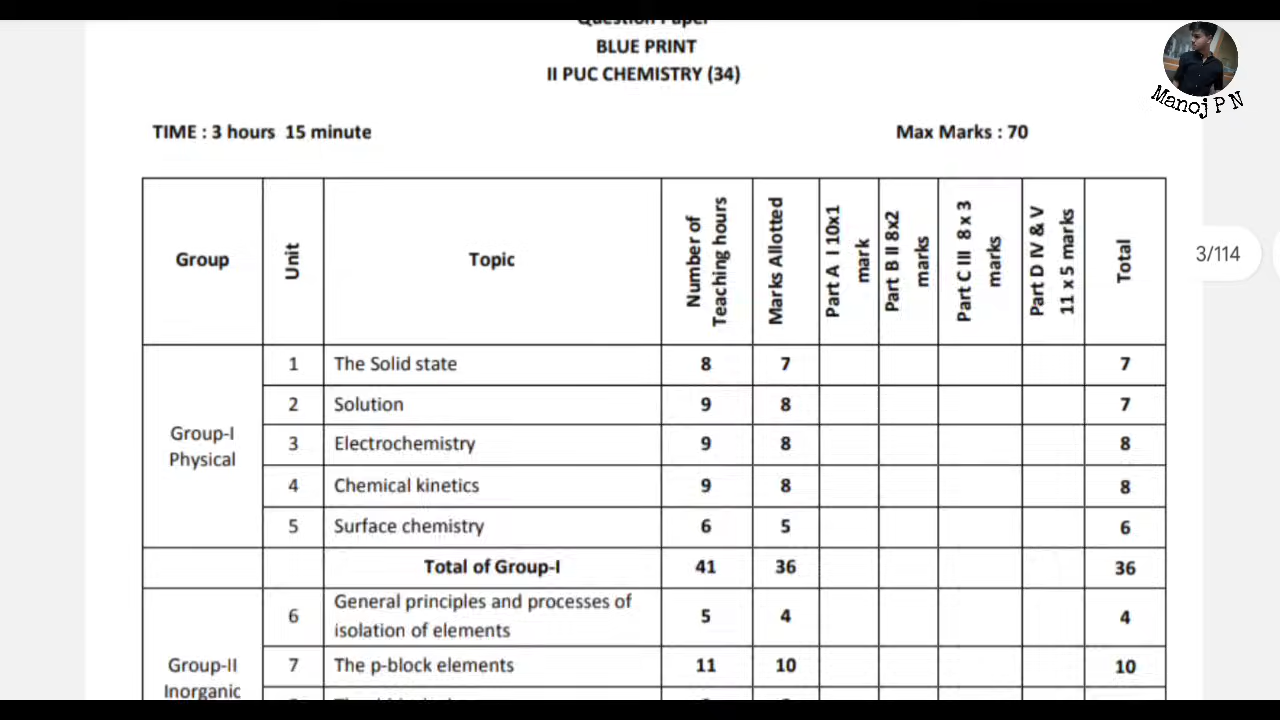 Question Paper
BLUE PRINT
II PUC CHEMISTRY (34)
Manoj P N
TIME : 3 hours 15 minute Max Marks : 70
Group Unit Topic Number of Teaching hours Marks Allotted Part A I 10x1 mark Part B II 8x2 marks Part C III 8 x 3 marks Part D IV & V 11 x 5 marks Total
3/114
1 The Solid state 8 7 7
2 Solution 9 8 7
Group-I
Physical
3 Electrochemistry 9 8 8
4 Chemical kinetics 9 8 8
5 Surface chemistry 6 5 6
Total of Group-I 41 36 36
6 General principles and processes of
isolation of elements 5 4 4
Group-II
Inorganic
7 The p-block elements 11 10 10